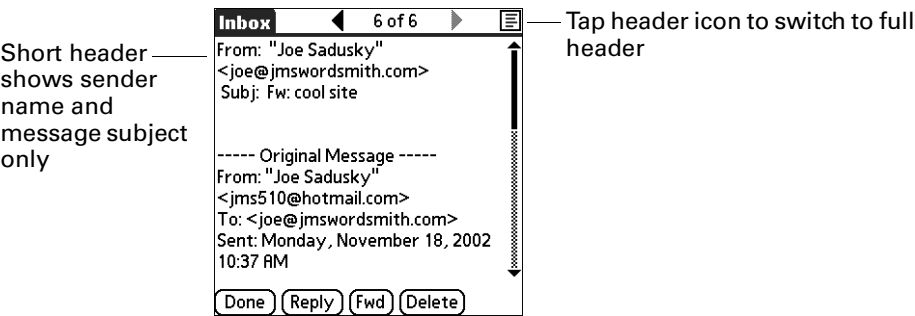 Short header
shows sender
name and
message subject
only
Inbox 6 of 6
From: "Joe Sadusky"
<joe@jmswordsmith.com>
Subj: Fw: cool site
----- Original Message -----
From: "Joe Sadusky"
<jms510@hotmail.com>
To: <joe@jmswordsmith.com>
Sent: Monday, November 18, 2002
10:37 AM
Done Reply Fwd Delete
Tap header icon to switch to full
header